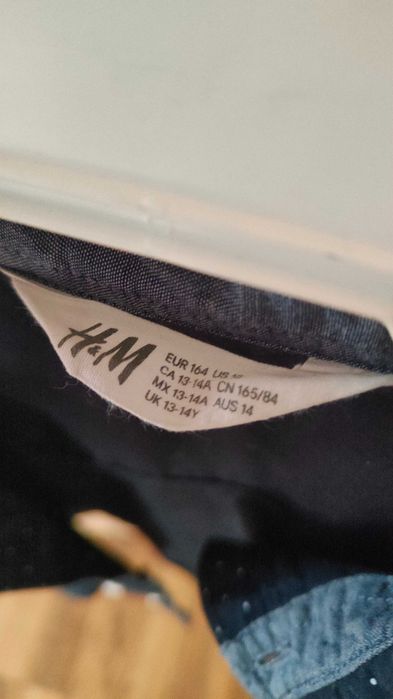 H&M
EUR 164 US
CA 13-14A CN 165/84
MX 13-14A AUS 14
UK 13-14Y